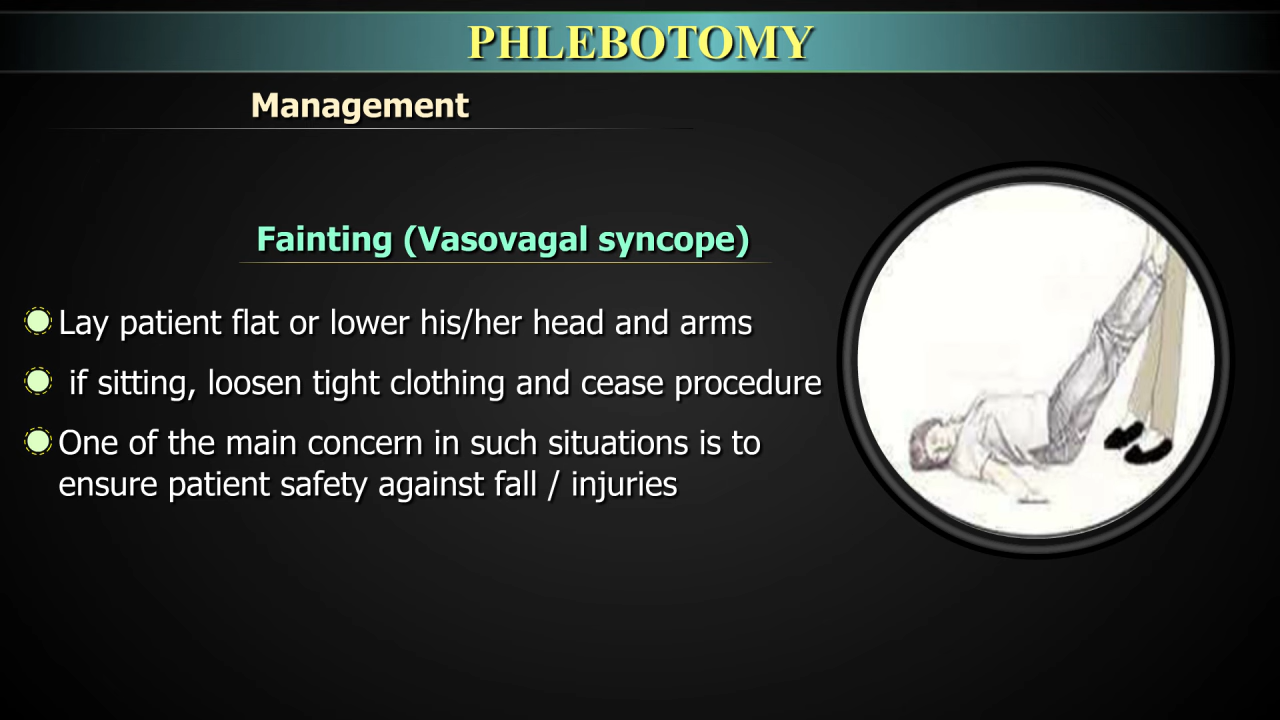 PHLEBOTOMY
Management
Fainting (Vasovagal syncope)
Lay patient flat or lower his/her head and arms
if sitting, loosen tight clothing and cease procedure
One of the main concern in such situations is to
ensure patient safety against fall / injuries